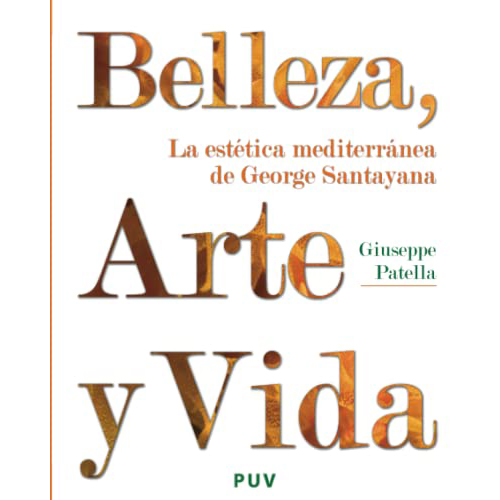 Belleza,
La estética mediterránea
de George Santayana
Arte
Giuseppe
Patella
y Vida
PUV